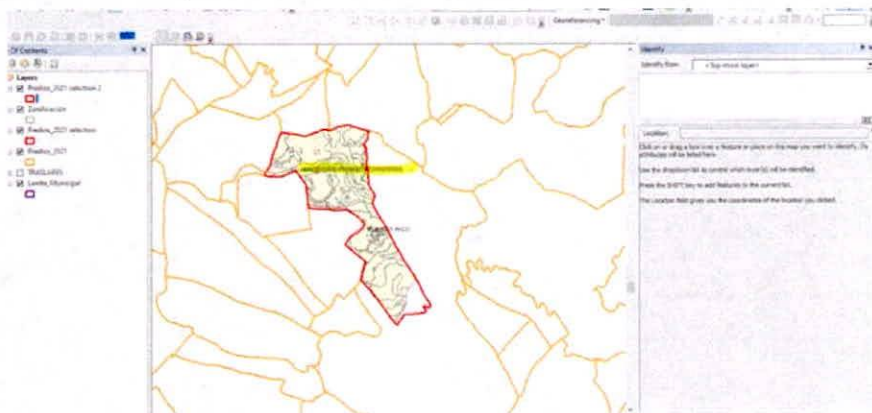 Georeferencing
Of Contents
Layers
Predios_2021 selection 2
Zonificación
Predios_2021 selection
Predios_2021
Limite_Municipal
Identify
Identify from:
<Top-most layer>
Location:
Click on or drag a box over a feature or place on the map you want to identify. Its
attributes will be listed here.
Use the dropdown list to control which layer(s) will be identified.
Press the SHIFT key to add features to the current list.
The Location field gives you the coordinates of the location you clicked.